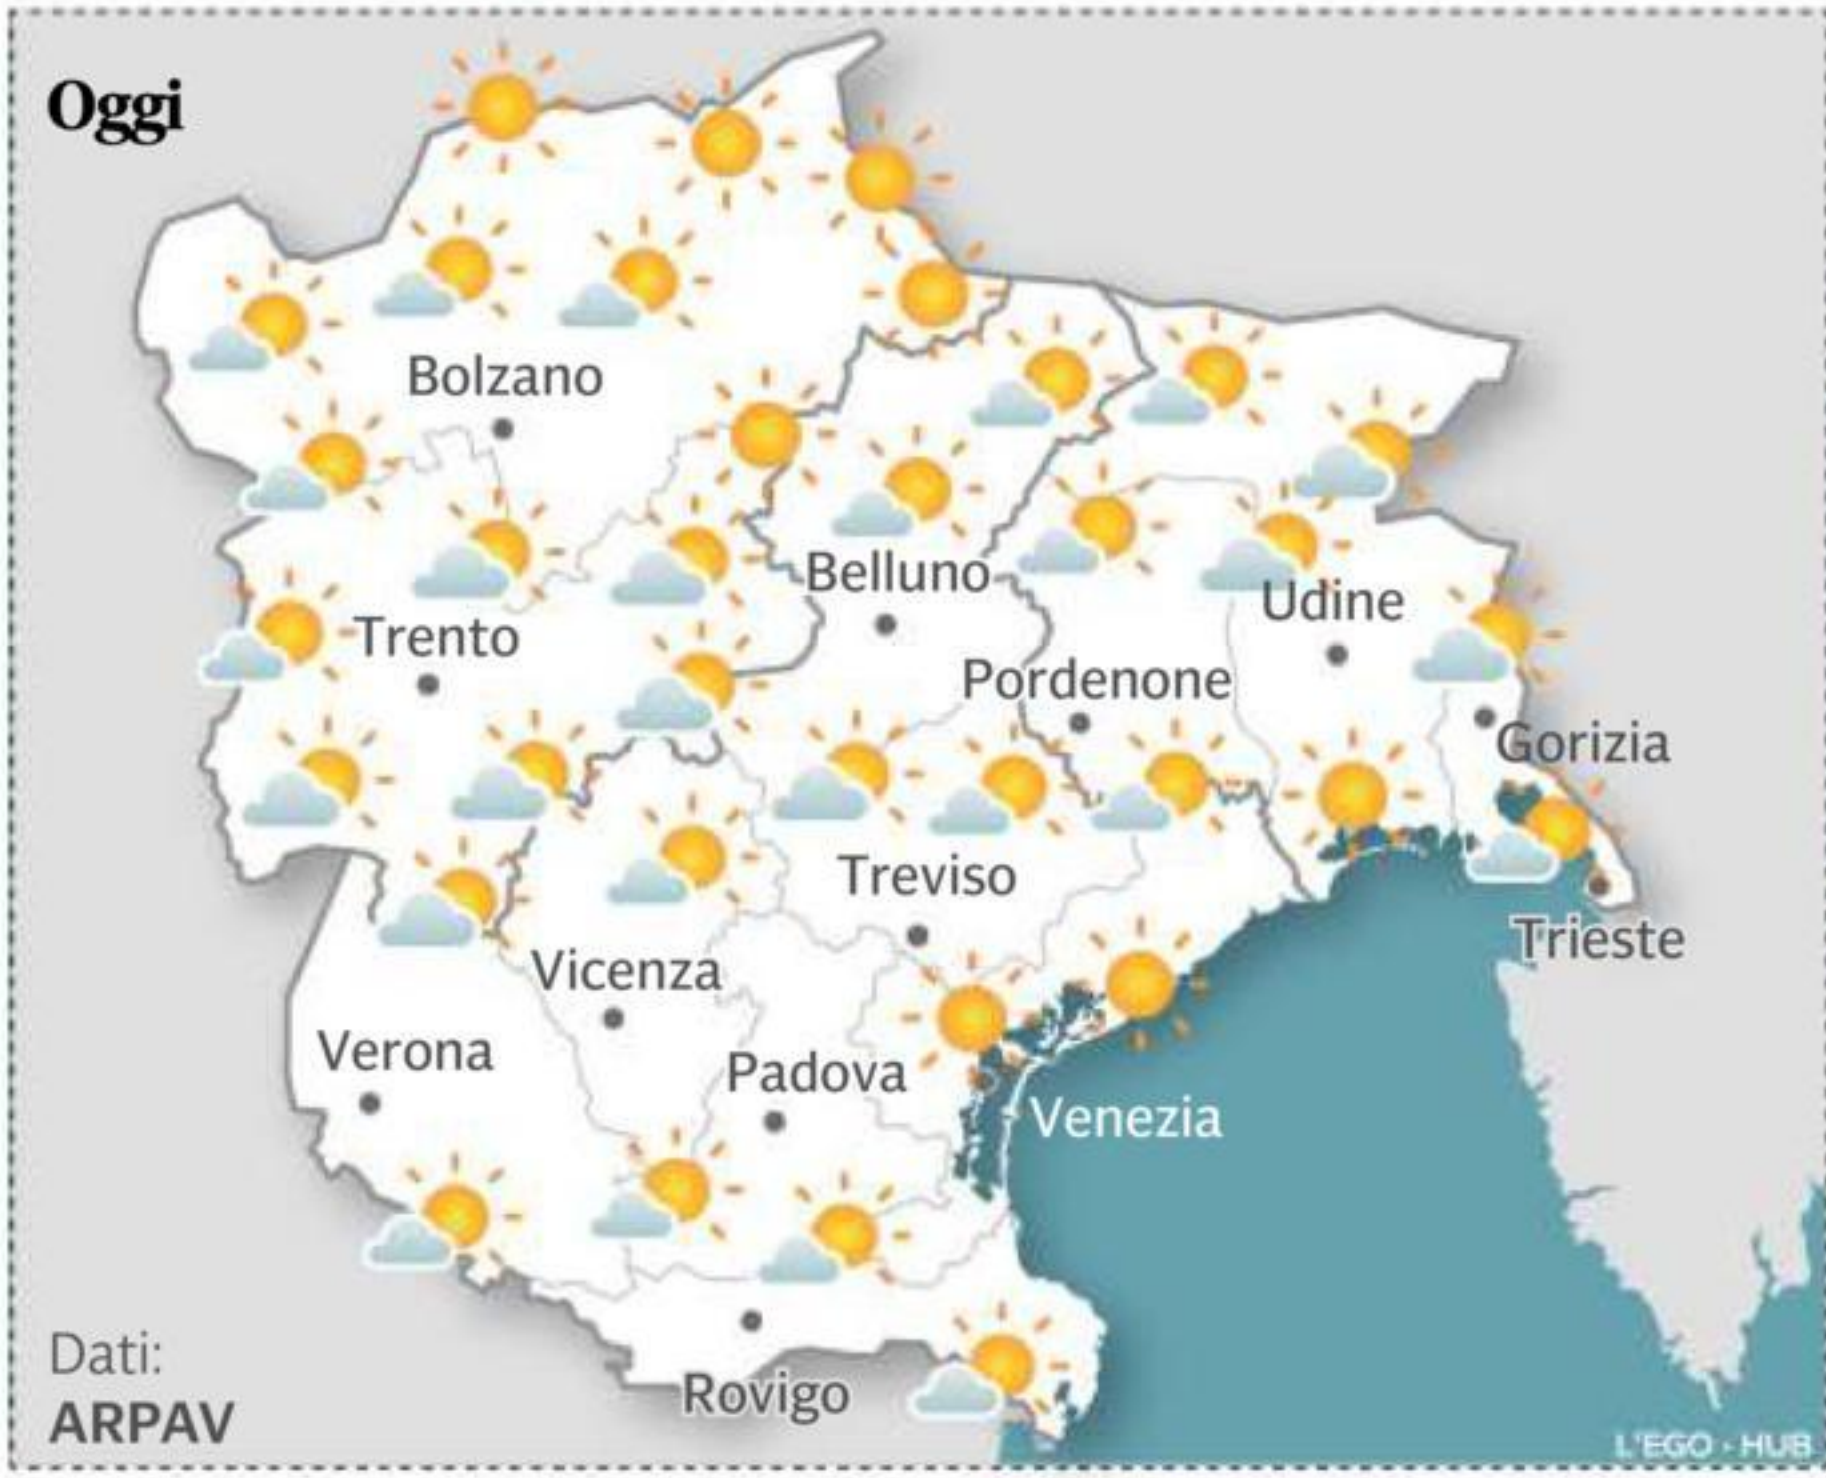 Oggi
Bolzano
Belluno
Udine
Trento
Pordenone
Gorizia
Treviso
Trieste
Vicenza
Verona
Padova
Venezia
Rovigo
Dati:
ARPAV
L'EGO - HUB